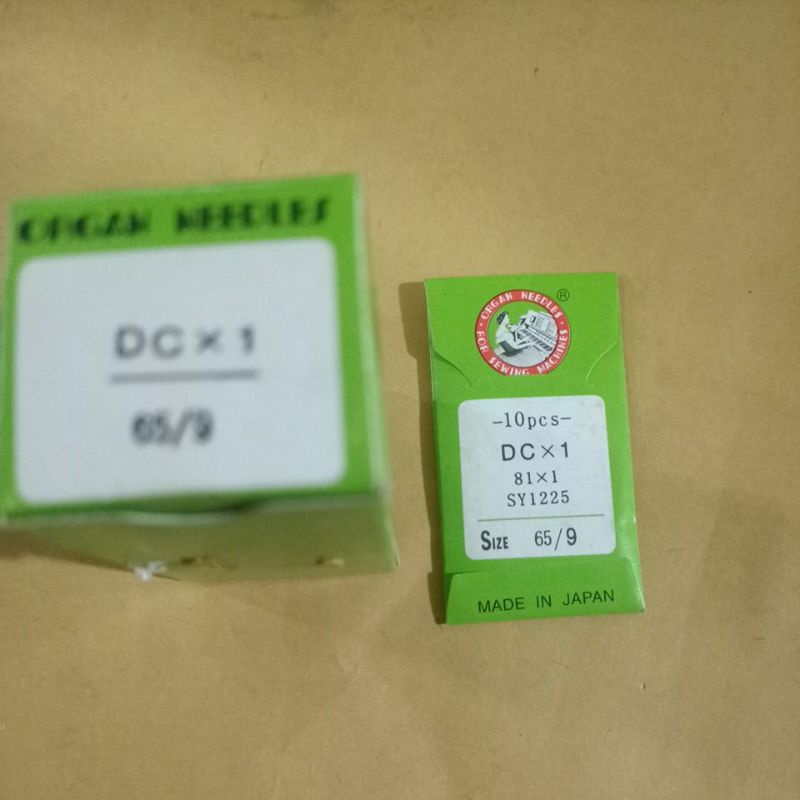 ORGAN NEEDLES
DC×1
65/9
ORGAN NEEDLES ®
FOR SEWING MACHINES
-10pcs-
DC×1
81×1
SY1225
SIZE 65/9
MADE IN JAPAN